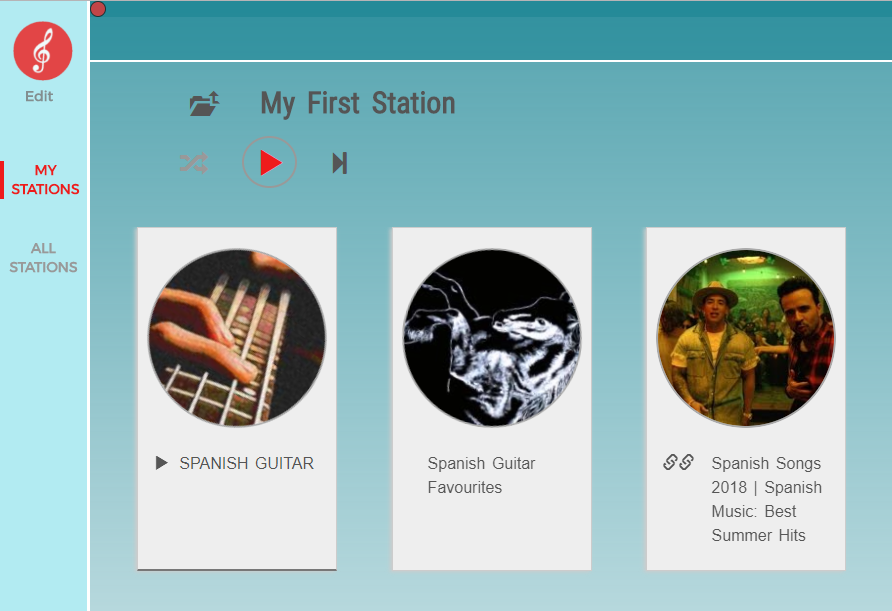 Edit
MY
STATIONS
ALL
STATIONS
My First Station
SPANISH GUITAR
Spanish Guitar
Favourites
Spanish Songs
2018 | Spanish
Music: Best
Summer Hits